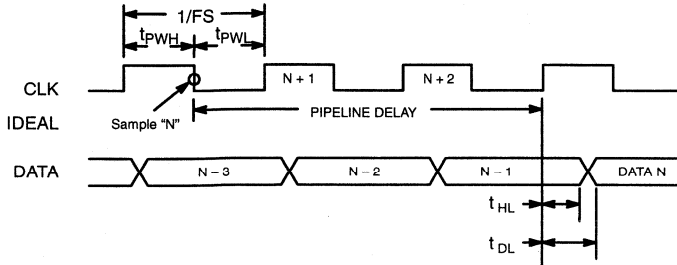 1/FS
tPWH tPWL
CLK
N + 1
N + 2
Sample "N"
PIPELINE DELAY
IDEAL
DATA
N – 3
N – 2
N – 1
DATA N
t HL
t DL